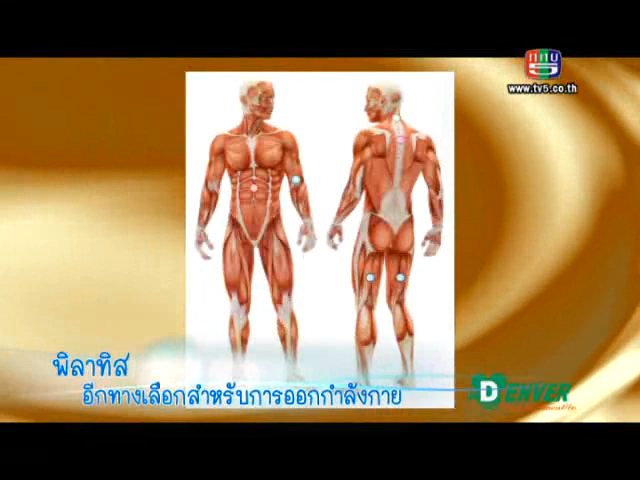 ททบ
5
www.tv5.co.th
พิลาทิส
อีกทางเลือกสำหรับการออกกำลังกาย
DENVER